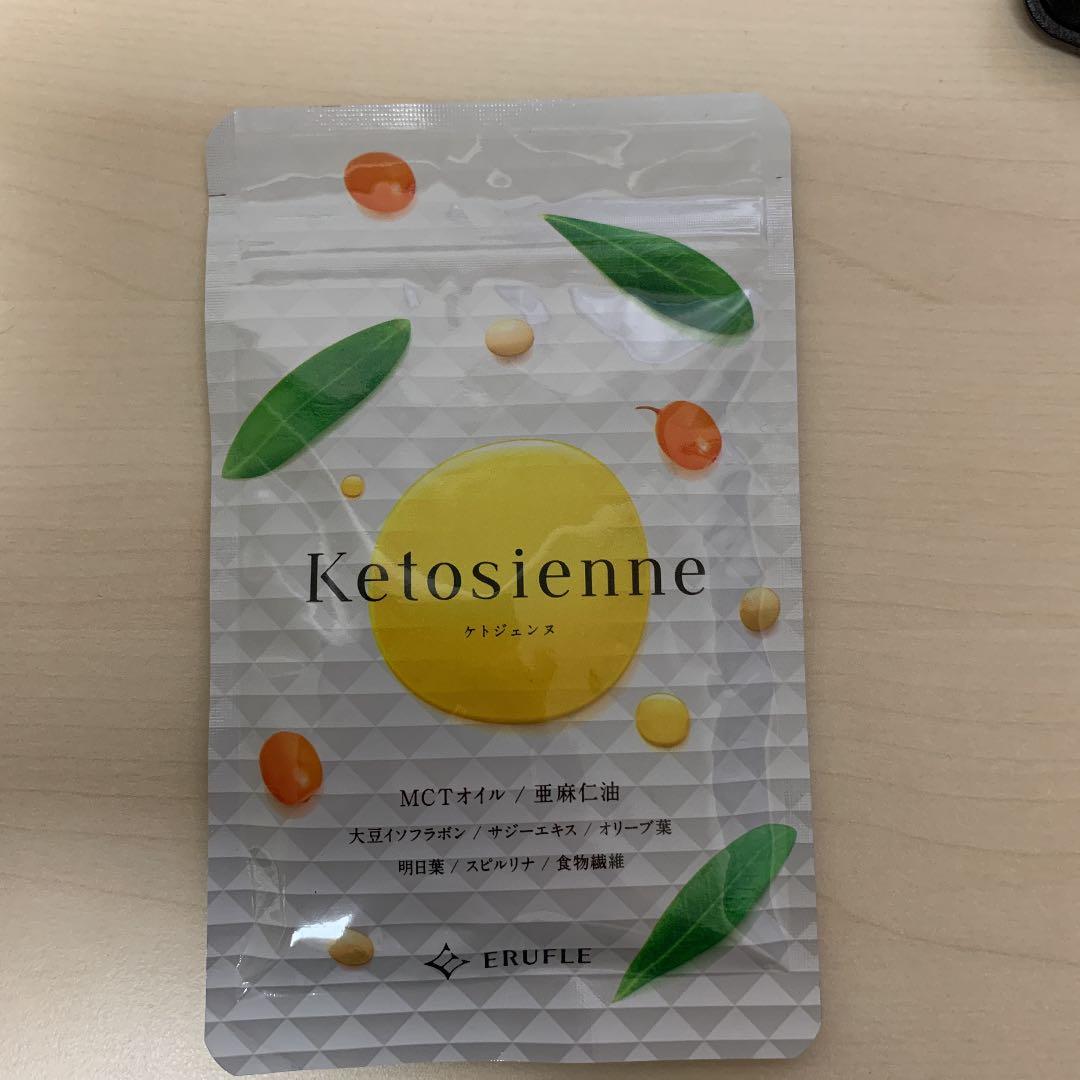 Ketosienne
ケトジェンヌ
MCTオイル / 亜麻仁油
大豆イソフラボン / サジーエキス / オリーブ葉
明日葉 / スピルリナ / 食物繊維
ERUFLE